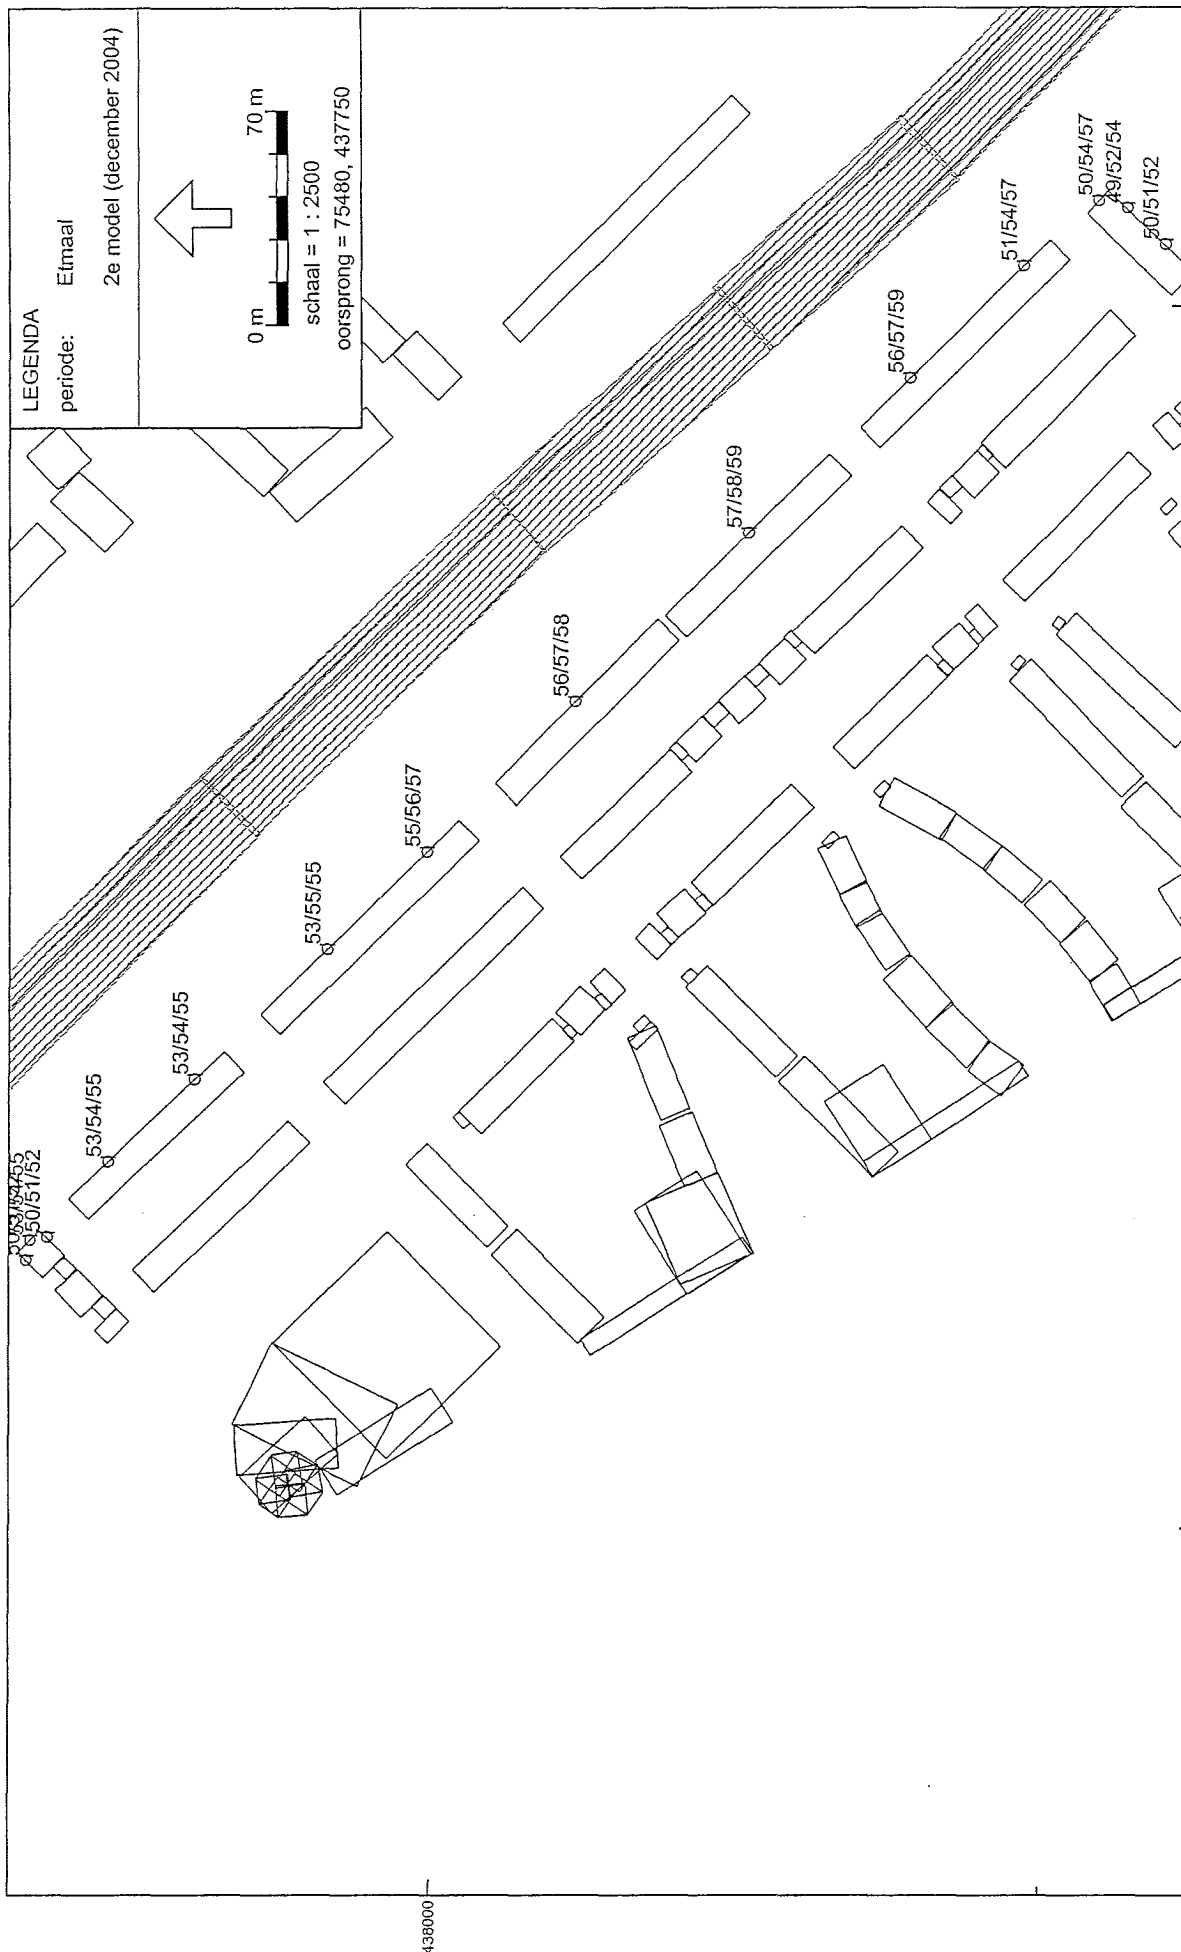 LEGENDA
periode: Etmaal
2e model (december 2004)
0 m 70 m
schaal = 1 : 2500
oorsprong = 75480, 437750
50/51/52
53/54/55
53/54/55
53/55/55
55/56/57
56/57/58
57/58/59
56/57/59
51/54/57
50/54/57
49/52/54
50/51/52
438000